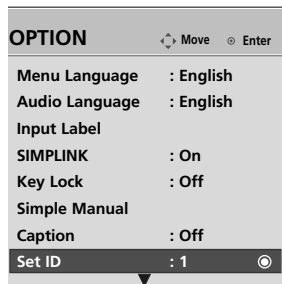 OPTION Move Enter
Menu Language : English
Audio Language : English
Input Label
SIMPLINK : On
Key Lock : Off
Simple Manual
Caption : Off
Set ID : 1